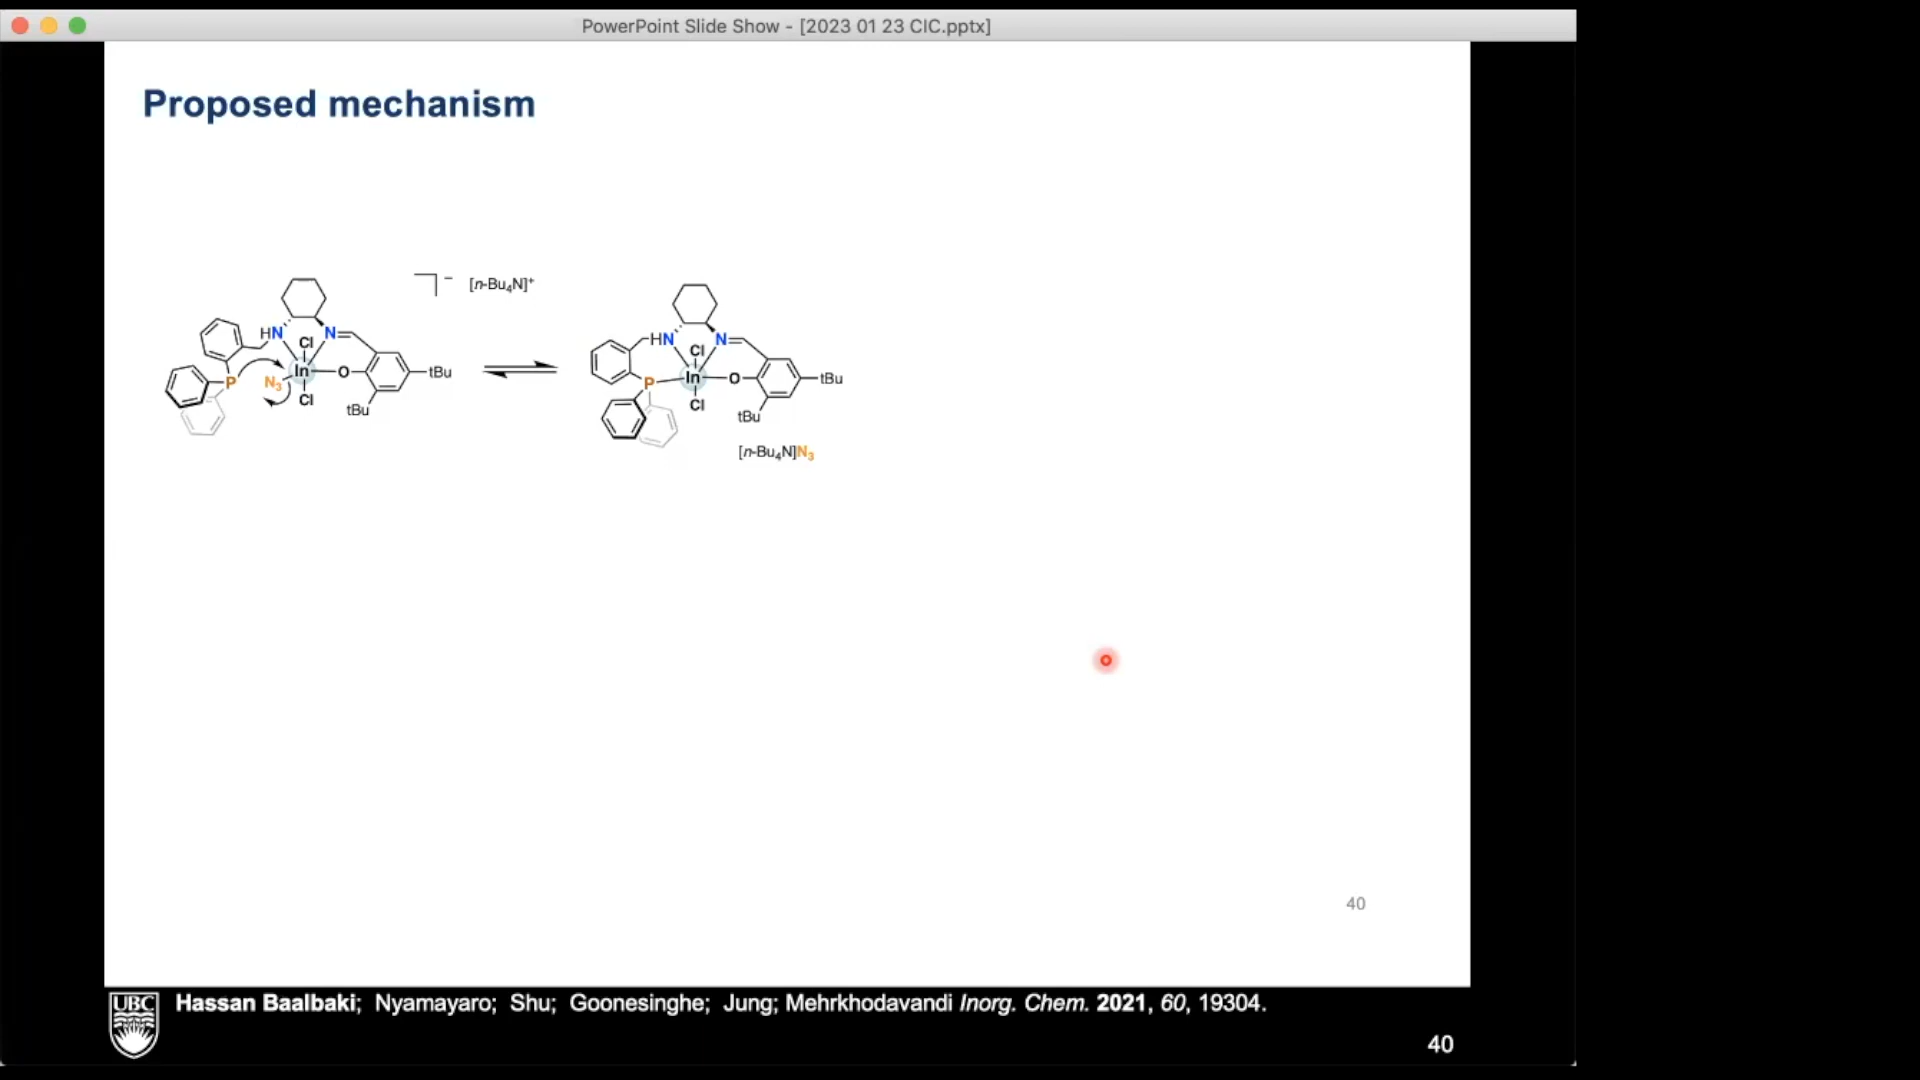 PowerPoint Slide Show - [2023 01 23 CIC.pptx]
Proposed mechanism
[n-Bu₄N]⁺
HN N Cl In O P N₃ Cl tBu tBu
HN N Cl P In O Cl tBu tBu
[n-Bu₄N]N₃
40
UBC
Hassan Baalbaki; Nyamayaro; Shu; Goonesinghe; Jung; Mehrkhodavandi Inorg. Chem. 2021, 60, 19304.
40